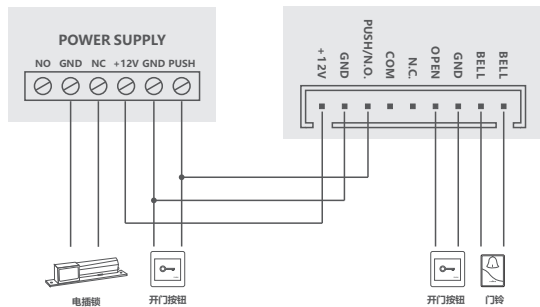 POWER SUPPLY
NO GND NC +12V GND PUSH
+12V
GND
PUSH/N.O.
COM
N.C.
OPEN
GND
BELL
BELL
电插锁
开门按钮
开门按钮
门铃